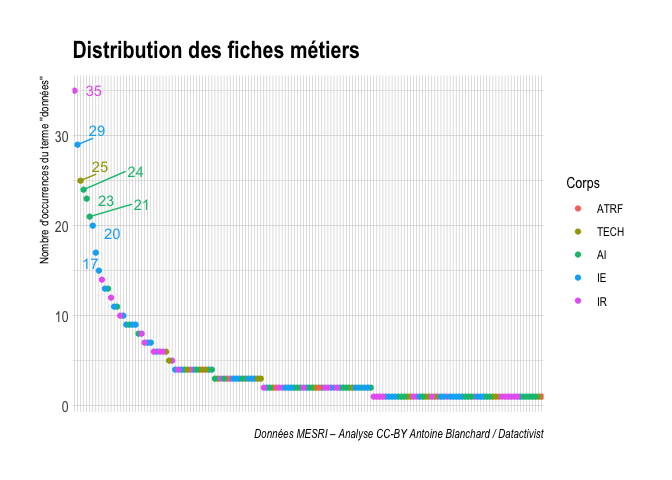 Distribution des fiches métiers
Nombre d'occurrences du terme "données"
35
29
25
24
23
21
20
17
30
20
10
0
Corps
ATRF
TECH
AI
IE
IR
Données MESRI – Analyse CC-BY Antoine Blanchard / Datactivist